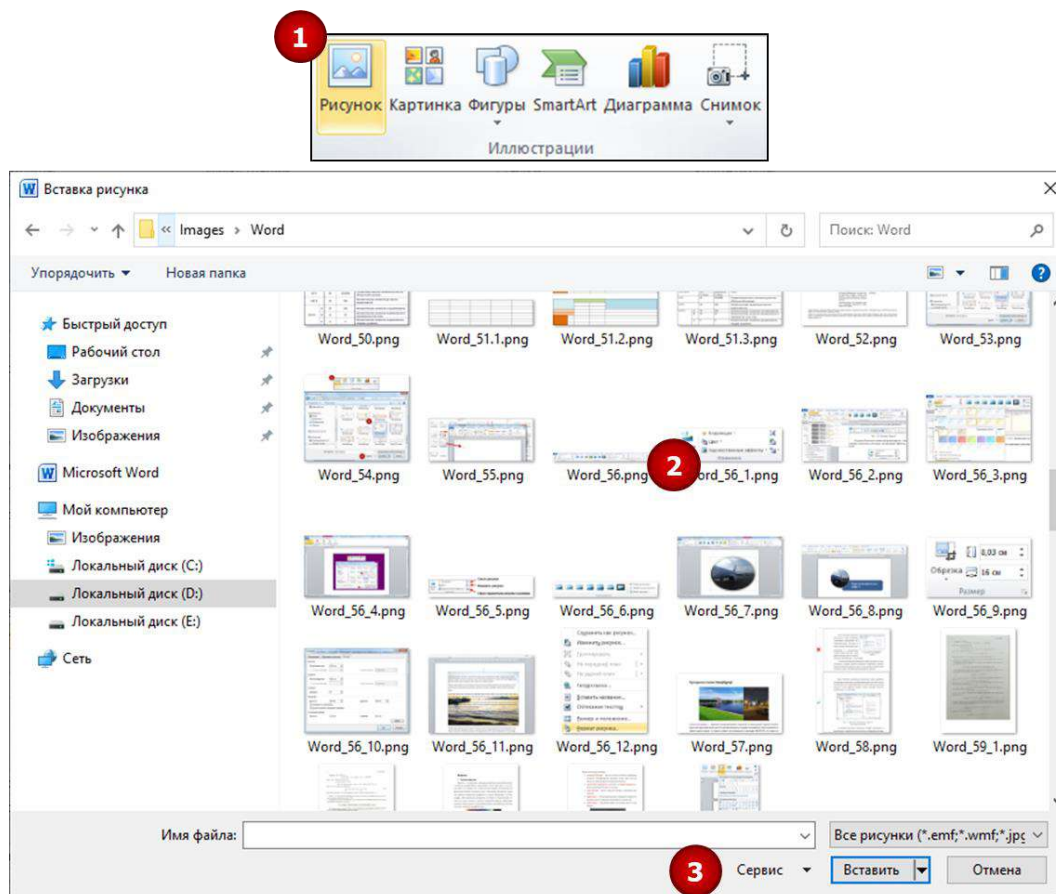 1
Рисунок Картинка Фигуры SmartArt Диаграмма Снимок
Иллюстрации
Вставка рисунка
« Images › Word
Поиск: Word
Упорядочить Новая папка
Быстрый доступ
Рабочий стол
Загрузки
Документы
Изображения
Microsoft Word
Мой компьютер
Изображения
Локальный диск (C:)
Локальный диск (D:)
Локальный диск (E:)
Сеть
Word_50.png Word_51.1.png Word_51.2.png Word_51.3.png Word_52.png Word_53.png
2
Word_54.png Word_55.png Word_56.png ord_56_1.png Word_56_2.png Word_56_3.png
Обрезка 16 см
Размер
Word_56_4.png Word_56_5.png Word_56_6.png Word_56_7.png Word_56_8.png Word_56_9.png
Word_56_10.png Word_56_11.png Word_56_12.png Word_57.png Word_58.png Word_59_1.png
Имя файла:
Все рисунки (*.emf;*.wmf;*.jpg
3
Сервис Вставить Отмена